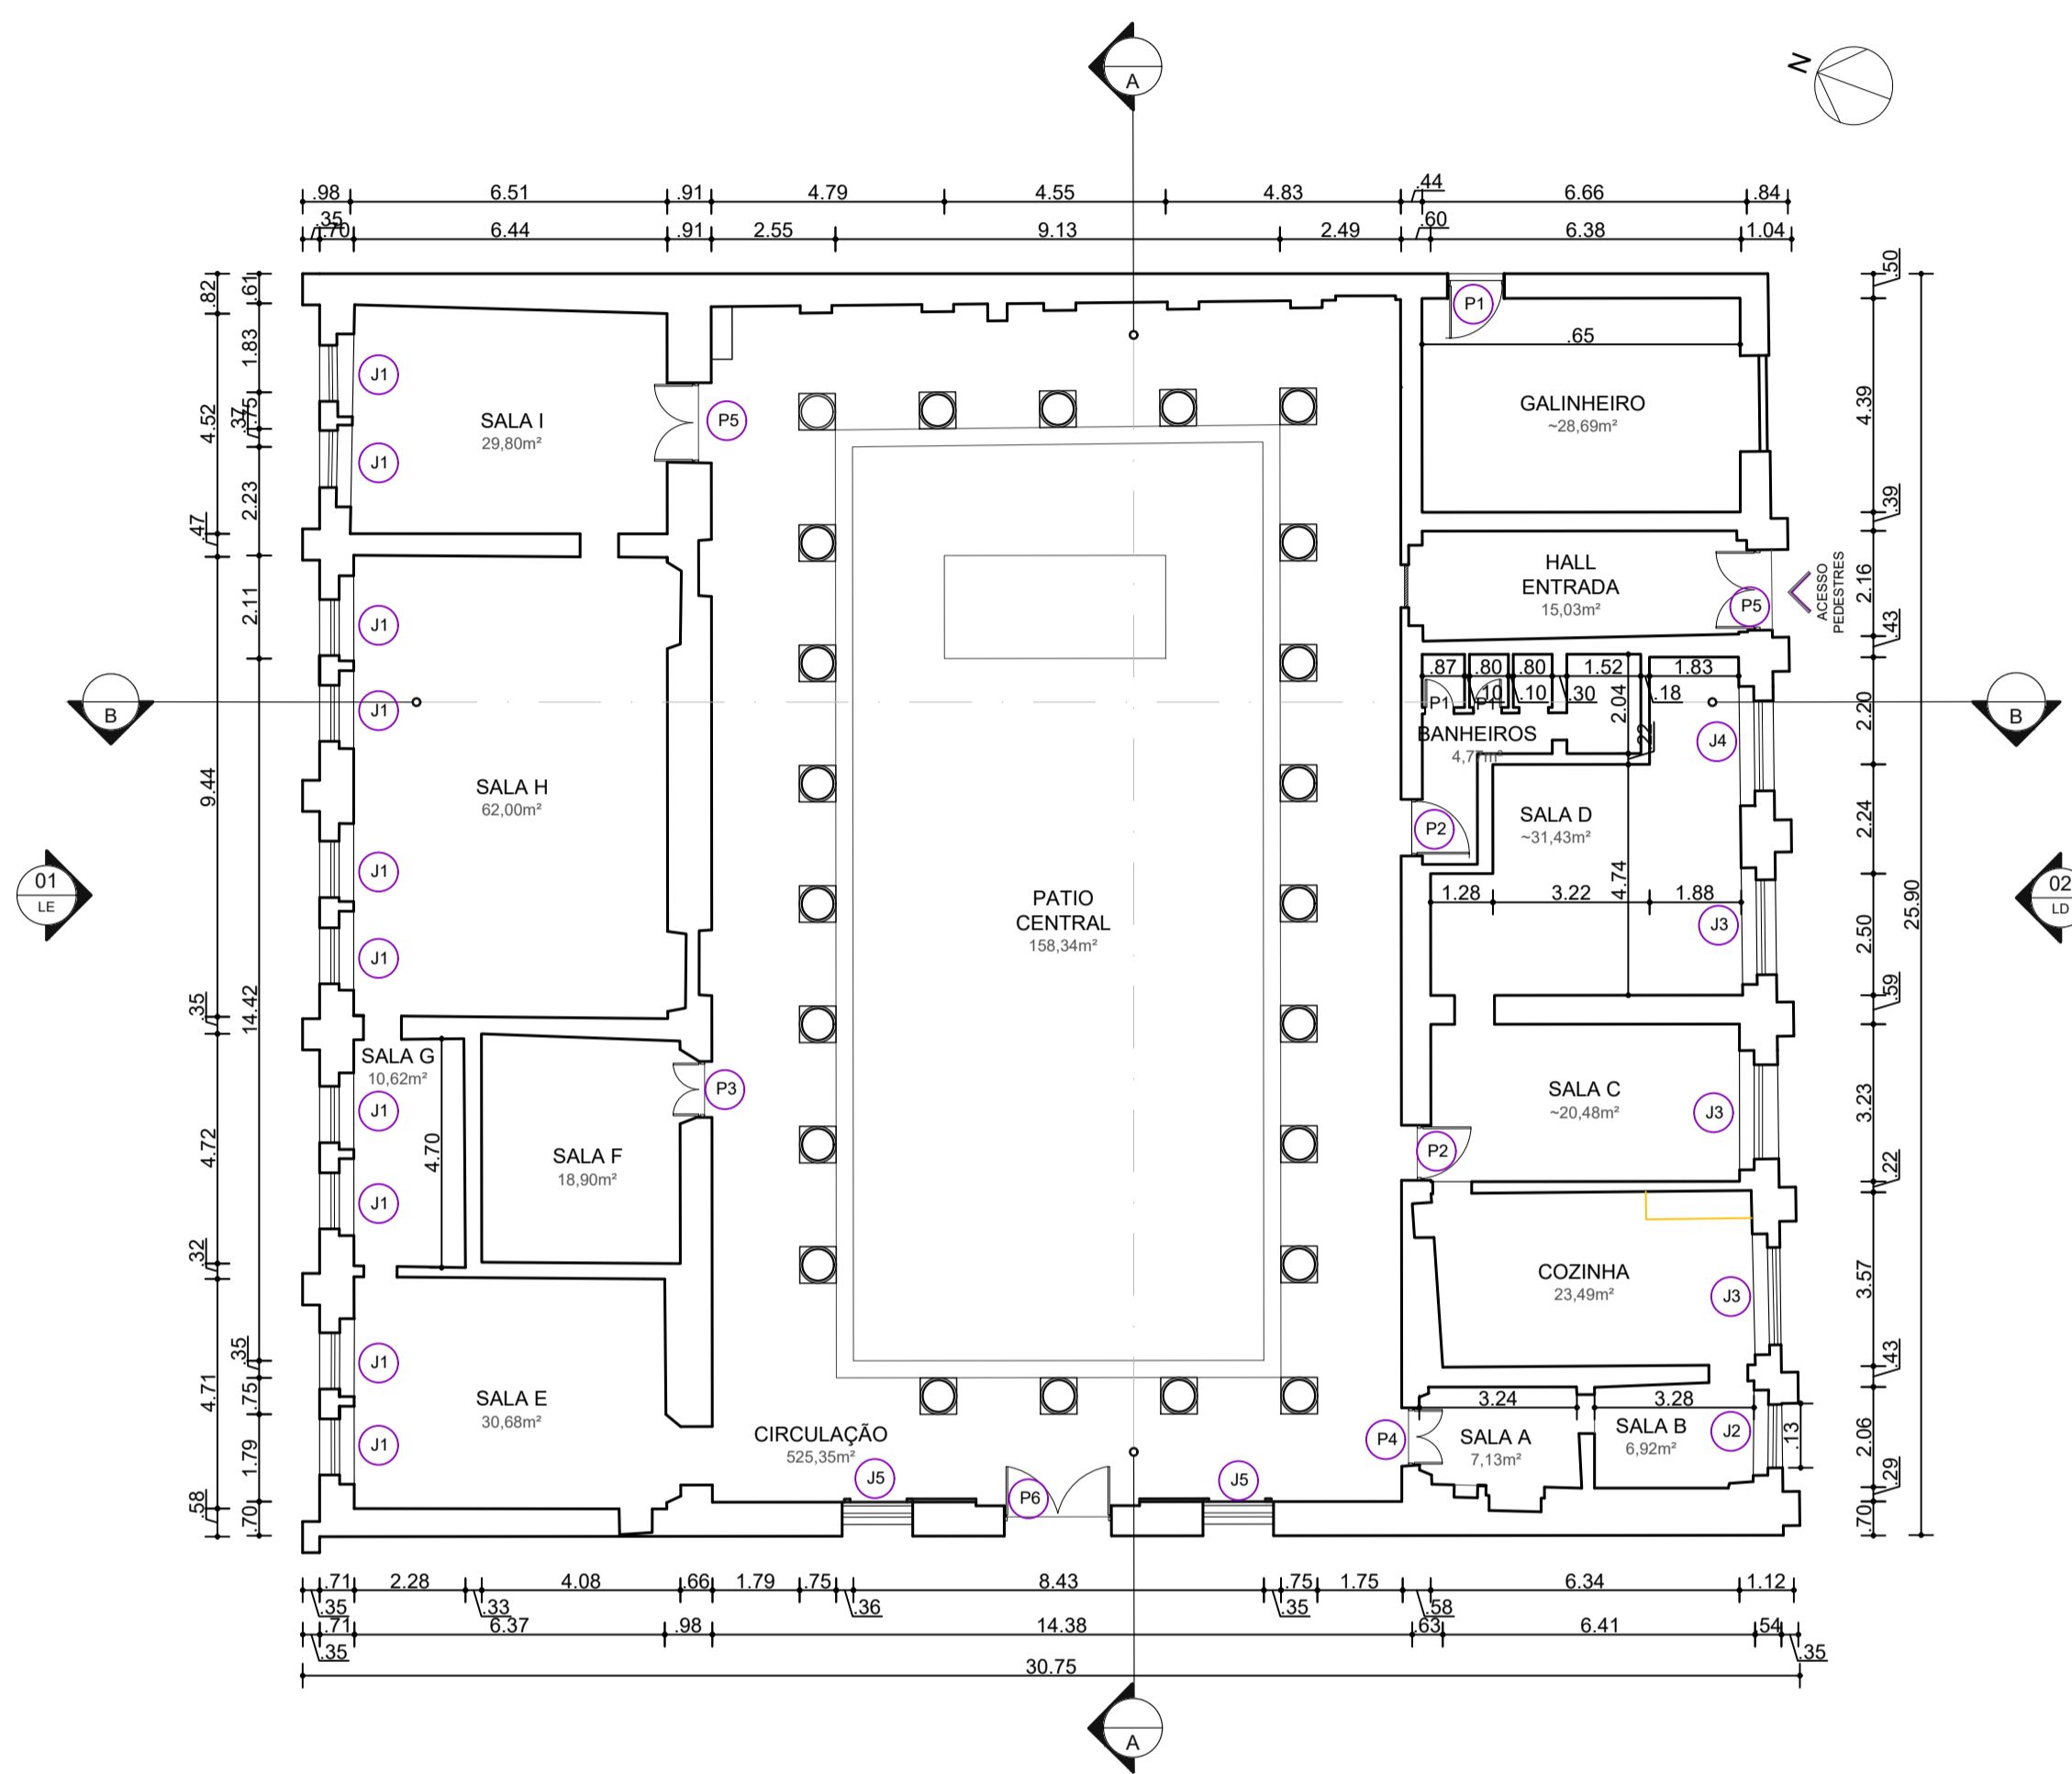 A
N
.98 6.51 .91 4.79 4.55 4.83 .44 6.66 .84
.35 .70 6.44 .91 2.55 9.13 2.49 .60 6.38 1.04
.82 4.52 .47 9.44 .35 4.72 .32 4.71 .58
.61 1.83 .75 .37 2.23 2.11 14.42 .35 .75 1.79 .70
.50 4.39 .39 2.16 .43 2.20 2.24 2.50 .59 3.23 .22 3.57 .43 2.06 .29 .70
25.90
P1
.65
J1
J1
SALA I
29,80m²
P5
GALINHEIRO
~28,69m²
HALL
ENTRADA
15,03m²
P5
ACESSO
PEDESTRES
J1
J1
J1
J1
SALA H
62,00m²
.87 .80 .80 1.52 1.83
.10 .10 .30 2.04 .18
P1 P1
BANHEIROS
4,77m²
.22
J4
B
B
P2
SALA D
~31,43m²
4.74
1.28 3.22 1.88
J3
01
LE
02
LD
PATIO
CENTRAL
158,34m²
SALA G
10,62m²
J1
J1
4.70
SALA F
18,90m²
P3
SALA C
~20,48m²
J3
P2
COZINHA
23,49m²
J3
J1
J1
SALA E
30,68m²
CIRCULAÇÃO
525,35m²
J5
P6
J5
P4
3.24 3.28
SALA A
7,13m²
SALA B
6,92m²
J2
.13
.71 2.28 4.08 .66 1.79 .75 8.43 .75 1.75 6.34 1.12
.35 .33 .36 .35 .58
.71 6.37 .98 14.38 .63 6.41 .54
.35 .35
30.75
A